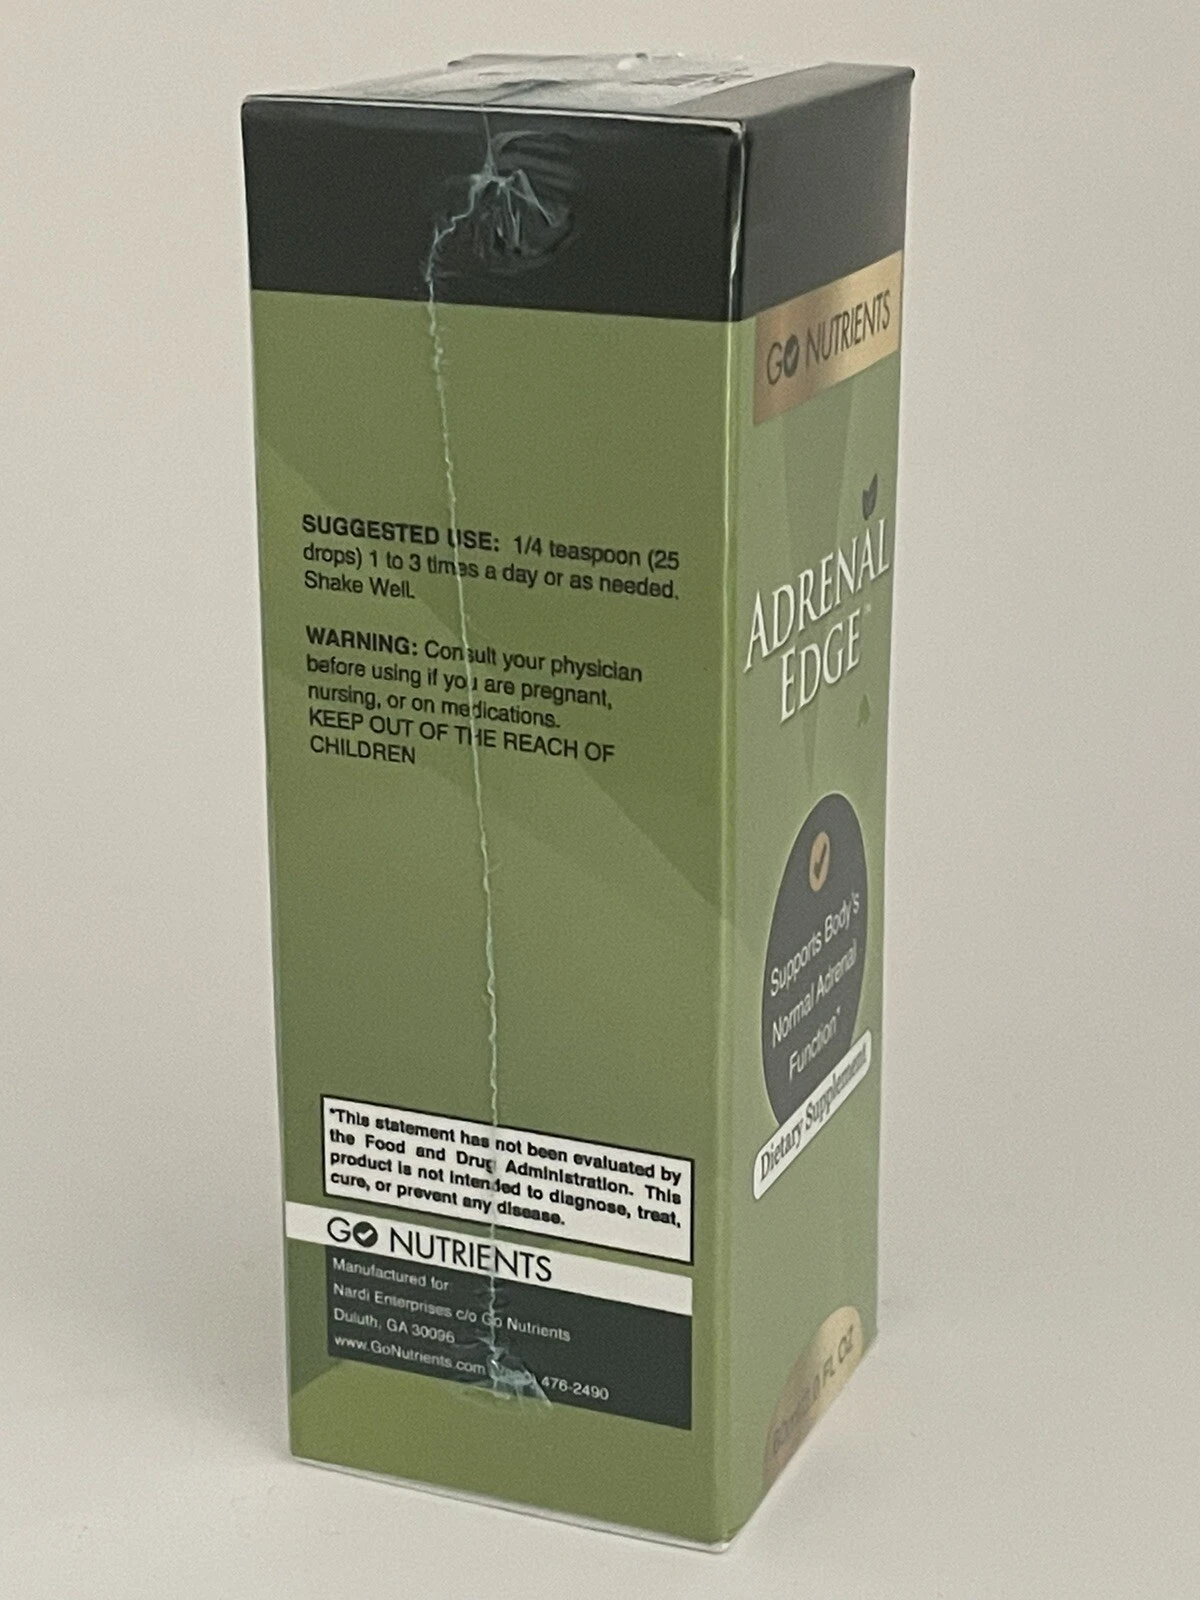 SUGGESTED USE: 1/4 teaspoon (25
drops) 1 to 3 times a day or as needed.
Shake Well.
WARNING: Consult your physician
before using if you are pregnant,
nursing, or on medications.
KEEP OUT OF THE REACH OF
CHILDREN
*This statement has not been evaluated by
the Food and Drug Administration. This
product is not intended to diagnose, treat,
cure, or prevent any disease.
GO NUTRIENTS
Manufactured for
Nardi Enterprises c/o Go Nutrients
Duluth, GA 30096
www.GoNutrients.com 476-2490
GO NUTRIENTS
ADRENAL
EDGE™
Supports Body's
Normal Adrenal
Function*
Dietary Supplement
FL OZ